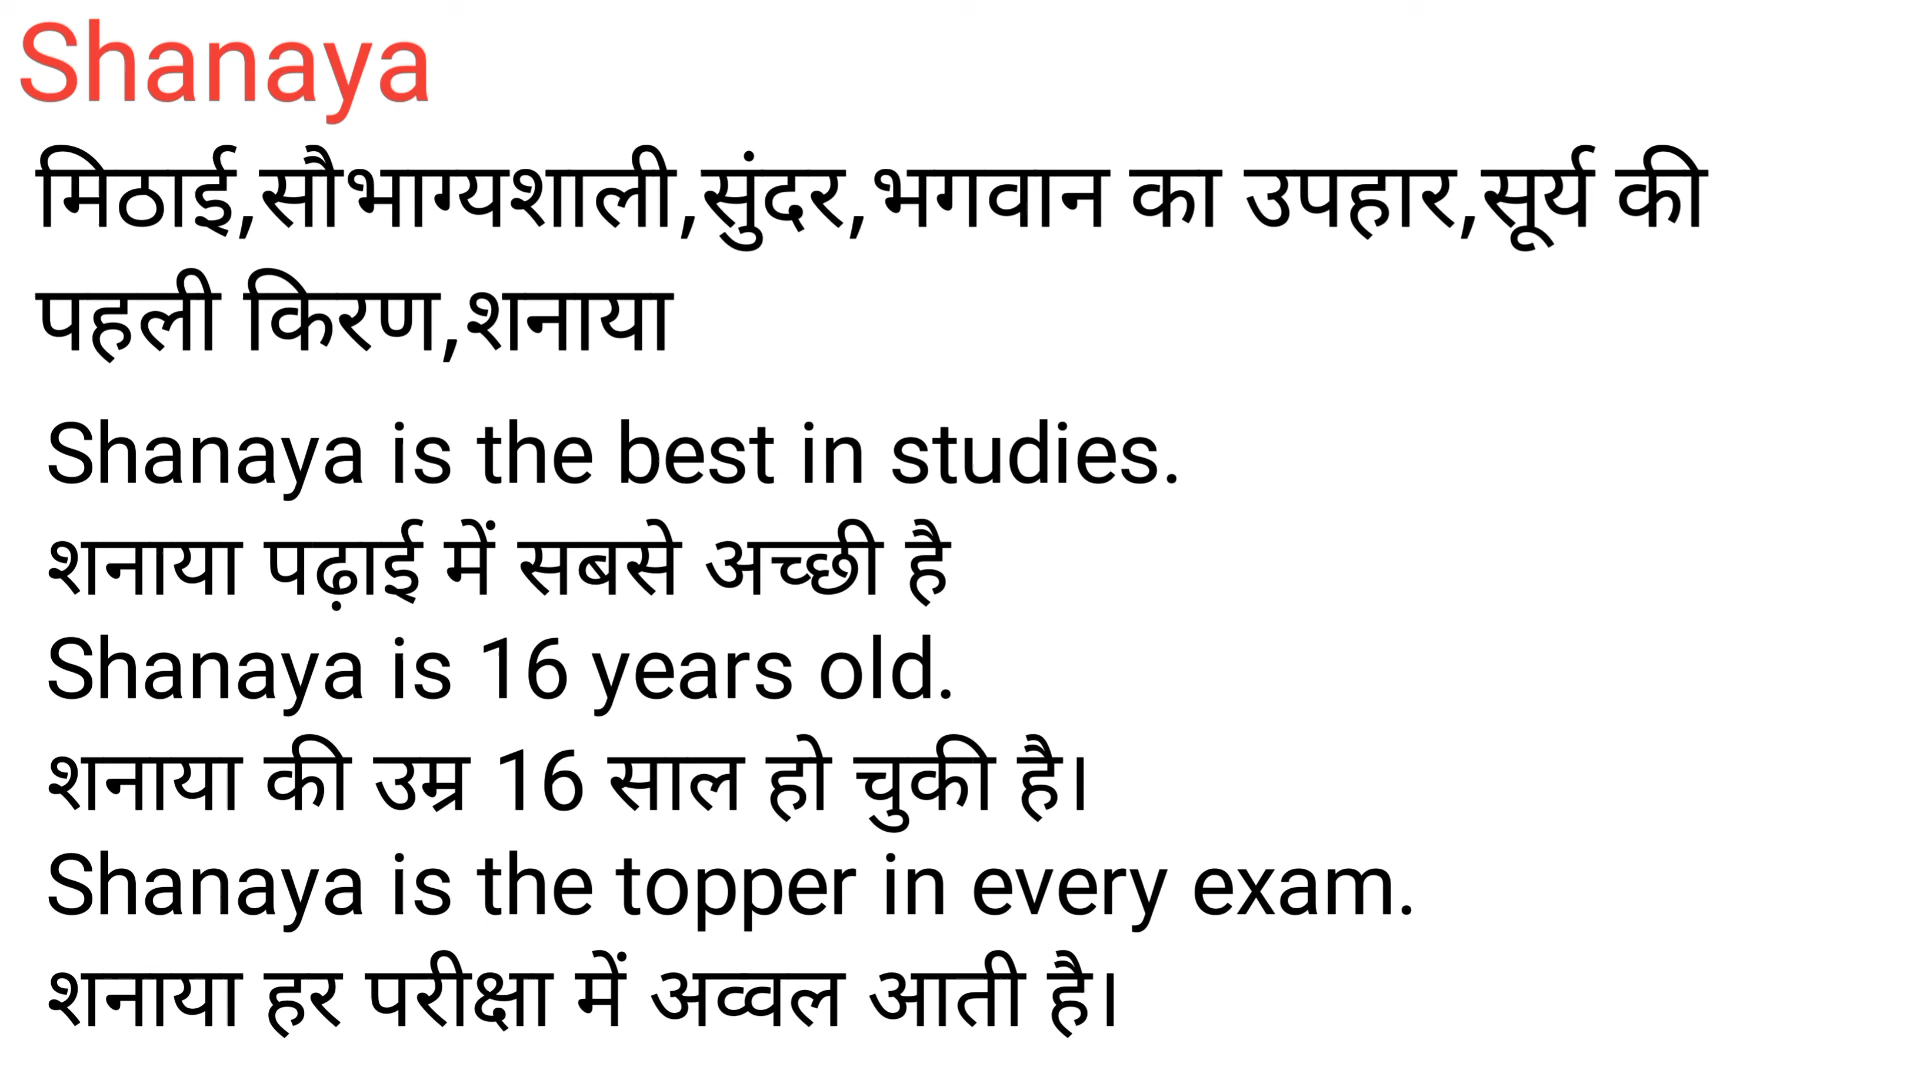 Shanaya
मिठाई,सौभाग्यशाली,सुंदर,भगवान का उपहार,सूर्य की
पहली किरण,शनाया
Shanaya is the best in studies.
शनाया पढ़ाई में सबसे अच्छी है
Shanaya is 16 years old.
शनाया की उम्र 16 साल हो चुकी है।
Shanaya is the topper in every exam.
शनाया हर परीक्षा में अव्वल आती है।